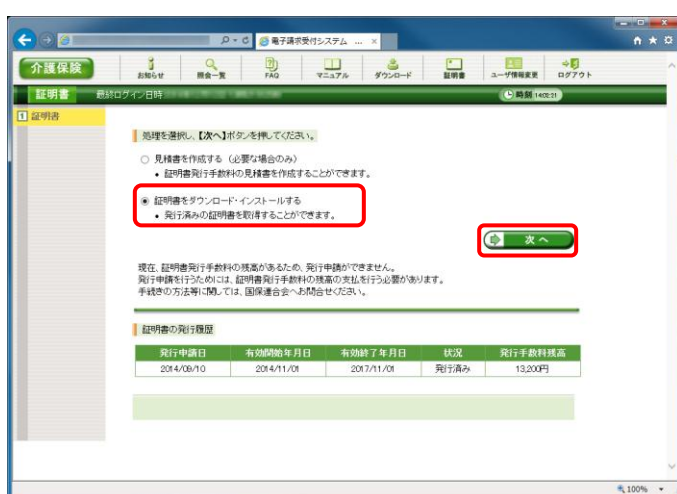 電子請求受付システム ...
介護保険
お知らせ 照会一覧 FAQ マニュアル ダウンロード 証明書 ユーザ情報変更 ログアウト
証明書 最終ログイン日時
時刻 14:02:21
1 証明書
処理を選択し、【次へ】ボタンを押してください。
見積書を作成する (必要な場合のみ)
• 証明書発行手数料の見積書を作成することができます。
証明書をダウンロード・インストールする
• 発行済みの証明書を取得することができます。
次 へ
現在、証明書発行手数料の残高があるため、発行申請ができません。
発行申請を行うためには、証明書発行手数料の残高の支払を行う必要があります。
手続きの方法等に関しては、国保連合会へお問合せください。
証明書の発行履歴
発行申請日 有効開始年月日 有効終了年月日 状況 発行手数料残高
2014/09/10 2014/11/01 2017/11/01 発行済み 13,200円
100%